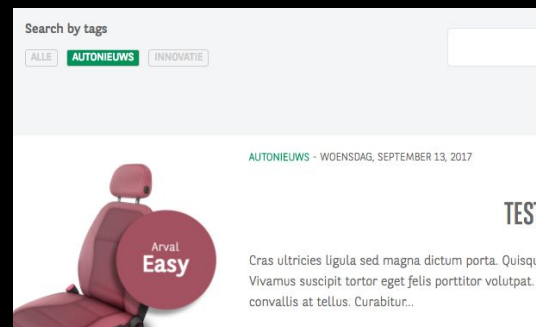 Search by tags
ALLE AUTONIEUWS INNOVATIE
AUTONIEUWS - WOENSDAG, SEPTEMBER 13, 2017
Arval
Easy
Cras ultricies ligula sed magna dictum porta.
Vivamus suscipit tortor eget felis porttitor volutpat.
convallis at tellus. Curabitur...